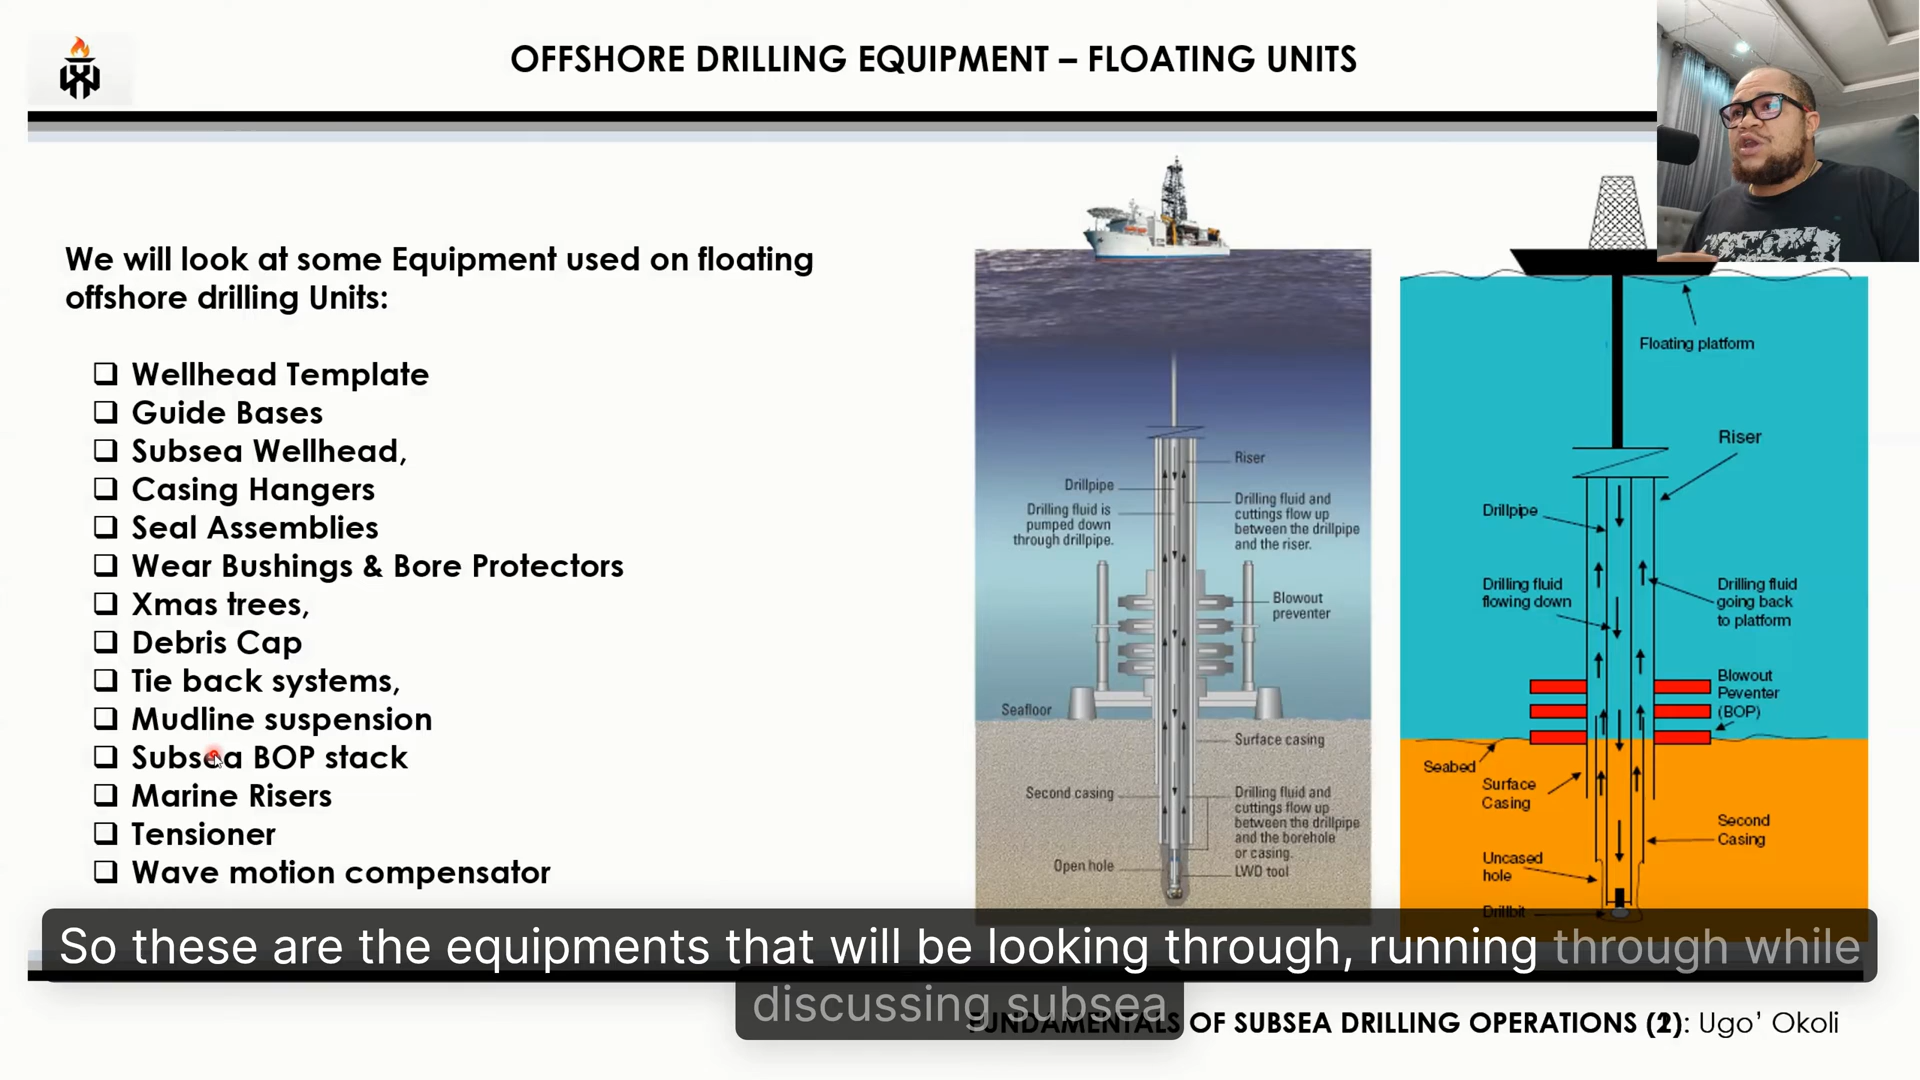 OFFSHORE DRILLING EQUIPMENT – FLOATING UNITS
We will look at some Equipment used on floating
offshore drilling Units:
❑ Wellhead Template
❑ Guide Bases
❑ Subsea Wellhead,
❑ Casing Hangers
❑ Seal Assemblies
❑ Wear Bushings & Bore Protectors
❑ Xmas trees,
❑ Debris Cap
❑ Tie back systems,
❑ Mudline suspension
❑ Subsea BOP stack
❑ Marine Risers
❑ Tensioner
❑ Wave motion compensator
Riser
Drillpipe
Drilling fluid is
pumped down
through drillpipe.
Drilling fluid and
cuttings flow up
between the drillpipe
and the riser.
Blowout
preventer
Seafloor
Surface casing
Second casing
Drilling fluid and
cuttings flow up
between the drillpipe
and the borehole
or casing.
Open hole
LWD tool
Floating platform
Riser
Drillpipe
Drilling fluid
flowing down
Drilling fluid
going back
to platform
Blowout
Peventer
(BOP)
Seabed
Surface
Casing
Second
Casing
Uncased
hole
Drillbit
So these are the equipments that will be looking through, running through while
discussing subsea
FUNDAMENTALS OF SUBSEA DRILLING OPERATIONS (2): Ugo’ Okoli